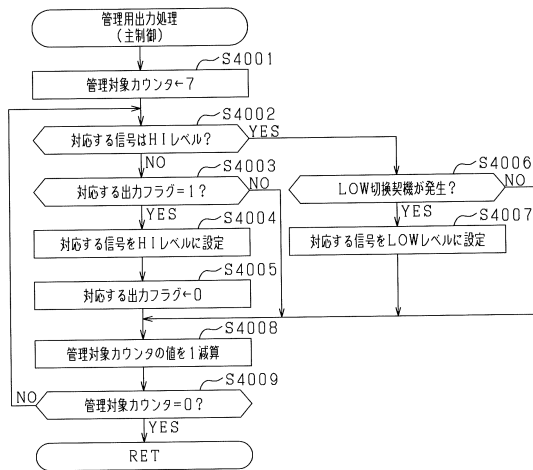 管理用出力処理
（主制御）
S4001
管理対象カウンタ←7
S4002
対応する信号はHIレベル？
YES
NO
S4003
対応する出力フラグ=1？
NO
YES
S4004
対応する信号をHIレベルに設定
S4005
対応する出力フラグ←0
S4006
LOW切換契機が発生？
NO
YES
S4007
対応する信号をLOWレベルに設定
S4008
管理対象カウンタの値を1減算
S4009
NO
管理対象カウンタ=0？
YES
RET